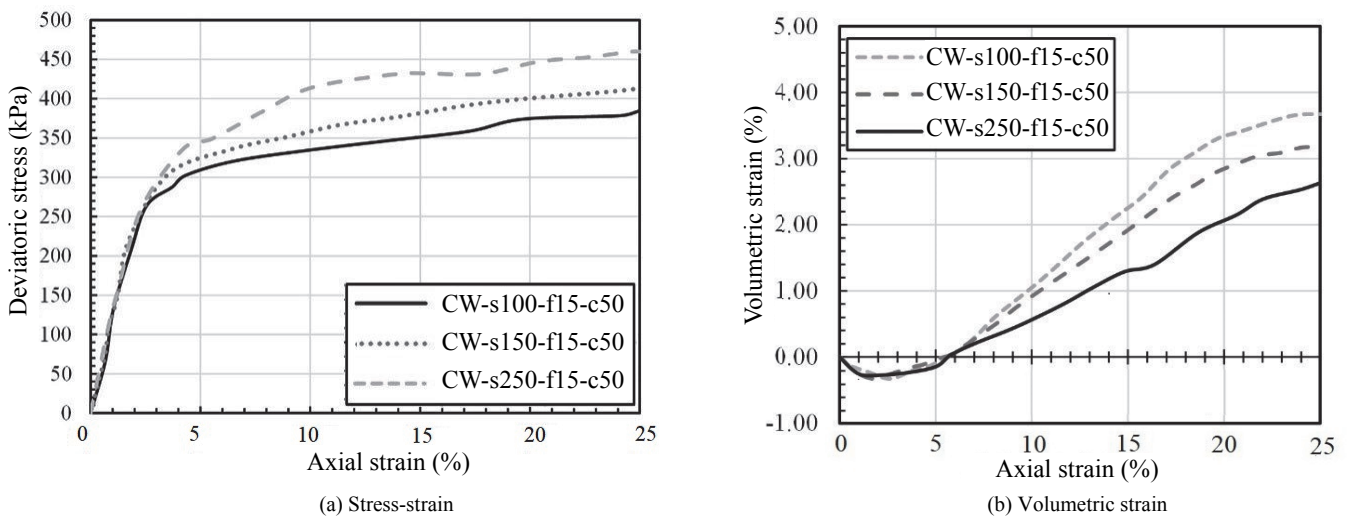 500
450
400
350
300
250
200
150
100
50
0
Deviatoric stress (kPa)
CW-s100-f15-c50
CW-s150-f15-c50
CW-s250-f15-c50
0 5 10 15 20 25
Axial strain (%)
(a) Stress-strain
5.00
4.00
3.00
2.00
1.00
0.00
-1.00
Volumetric strain (%)
CW-s100-f15-c50
CW-s150-f15-c50
CW-s250-f15-c50
0 5 10 15 20 25
Axial strain (%)
(b) Volumetric strain